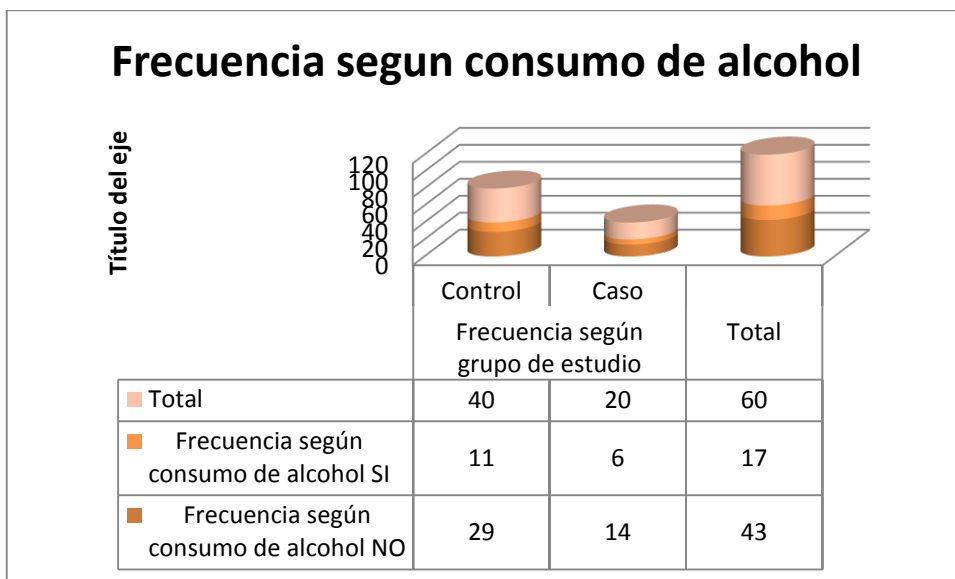 Frecuencia segun consumo de alcohol
Título del eje
120
100
80
60
40
20
0
Control Caso
Frecuencia según
grupo de estudio
Total
Total 40 20 60
Frecuencia según
consumo de alcohol SI 11 6 17
Frecuencia según
consumo de alcohol NO 29 14 43